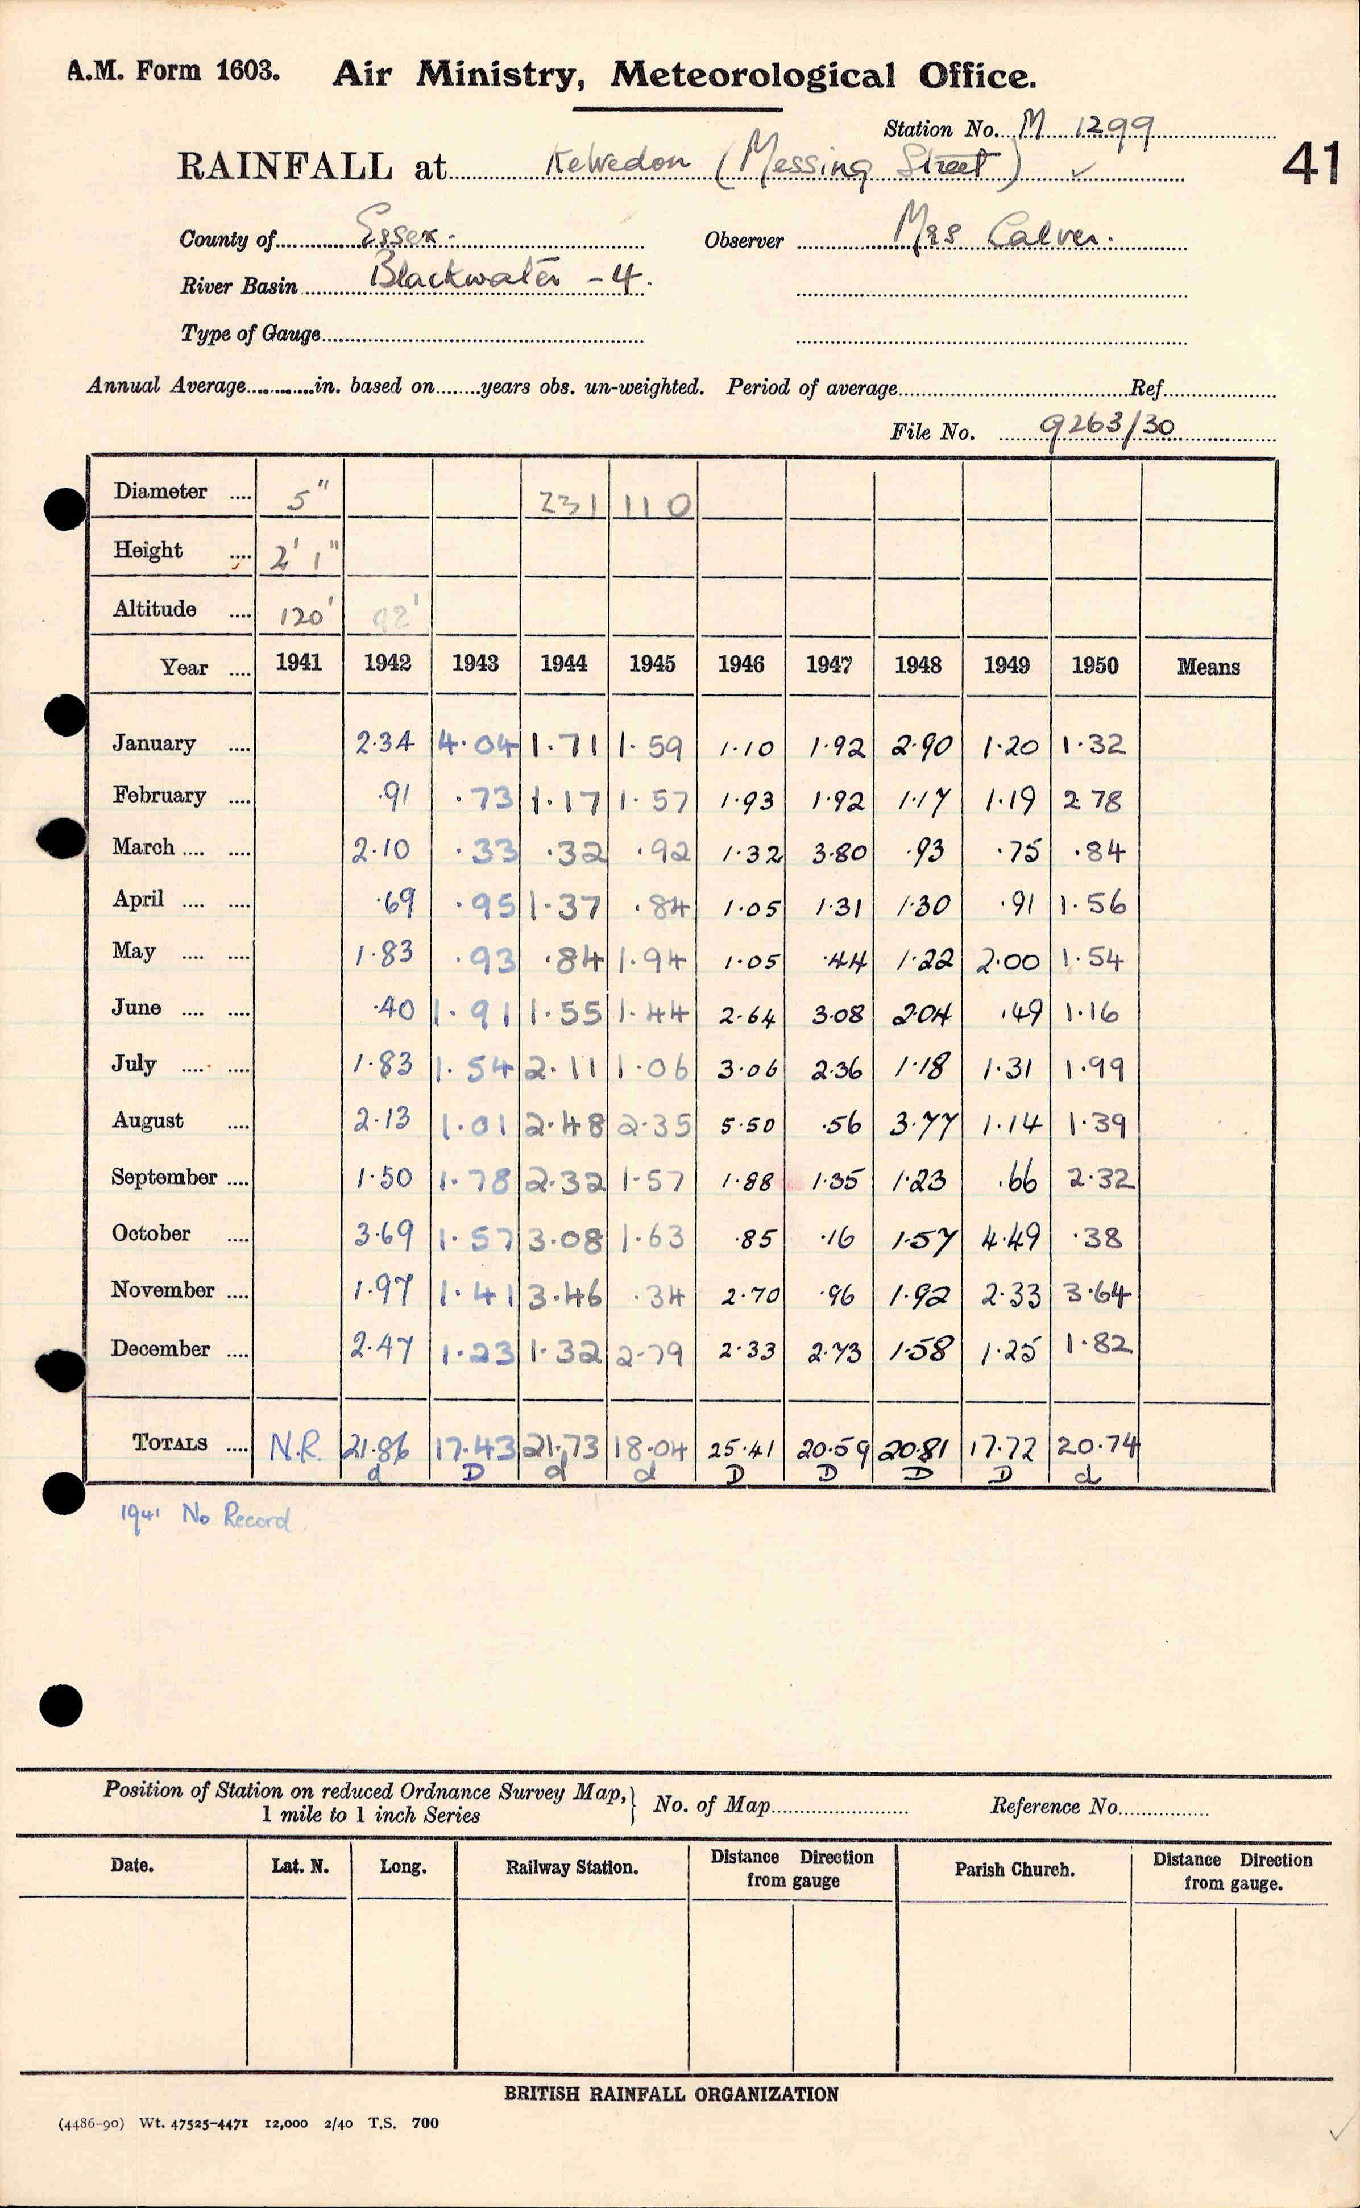 A.M. Form 1603. Air Ministry, Meteorological Office.
Station No. M 1299
41
RAINFALL at Kelvedon (Messing Street) ✓
County of Essex. Observer Mrs Calver.
River Basin Blackwater - 4.
Type of Gauge
Annual Average in. based on years obs. un-weighted. Period of average Ref
File No. 9263/30
Diameter .... 5" 231 110
Height .... 2' 1"
Altitude .... 120' 92'
Year .... 1941 1942 1943 1944 1945 1946 1947 1948 1949 1950 Means
January .... 2.34 4.04 1.71 1.59 1.10 1.92 2.90 1.20 1.32
February .... .91 .73 1.17 1.57 1.93 1.92 1.17 1.19 2 78
March .... .... 2.10 .33 .32 .92 1.32 3.80 .93 .75 .84
April .... .... .69 .95 1.37 .84 1.05 1.31 1.30 .91 1.56
May .... .... 1.83 .93 .84 1.94 1.05 .44 1.22 2.00 1.54
June .... .... .40 1.91 1.55 1.44 2.64 3.08 2.04 .49 1.16
July .... .... 1.83 1.54 2.11 1.06 3.06 2.36 1.18 1.31 1.99
August .... 2.13 1.01 2.48 2.35 5.50 .56 3.77 1.14 1.39
September .... 1.50 1.78 2.32 1.57 1.88 1.35 1.23 .66 2.32
October .... 3.69 1.57 3.08 1.63 .85 .16 1.57 4.49 .38
November .... 1.97 1.41 3.46 .34 2.70 .96 1.92 2.33 3.64
December .... 2.47 1.23 1.32 2.79 2.33 2.73 1.58 1.25 1.82
TOTALS .... N.R. 21.86 17.43 21.73 18.04 25.41 20.59 20.81 17.72 20.74
d D d d D D D D d
1941 No Record
Position of Station on reduced Ordnance Survey Map,} No. of Map Reference No.
1 mile to 1 inch Series
Date. Lat. N. Long. Railway Station. Distance Direction from gauge Parish Church. Distance Direction from gauge.
BRITISH RAINFALL ORGANIZATION
(4486-90) Wt. 47525-4471 12,000 2/40 T.S. 700